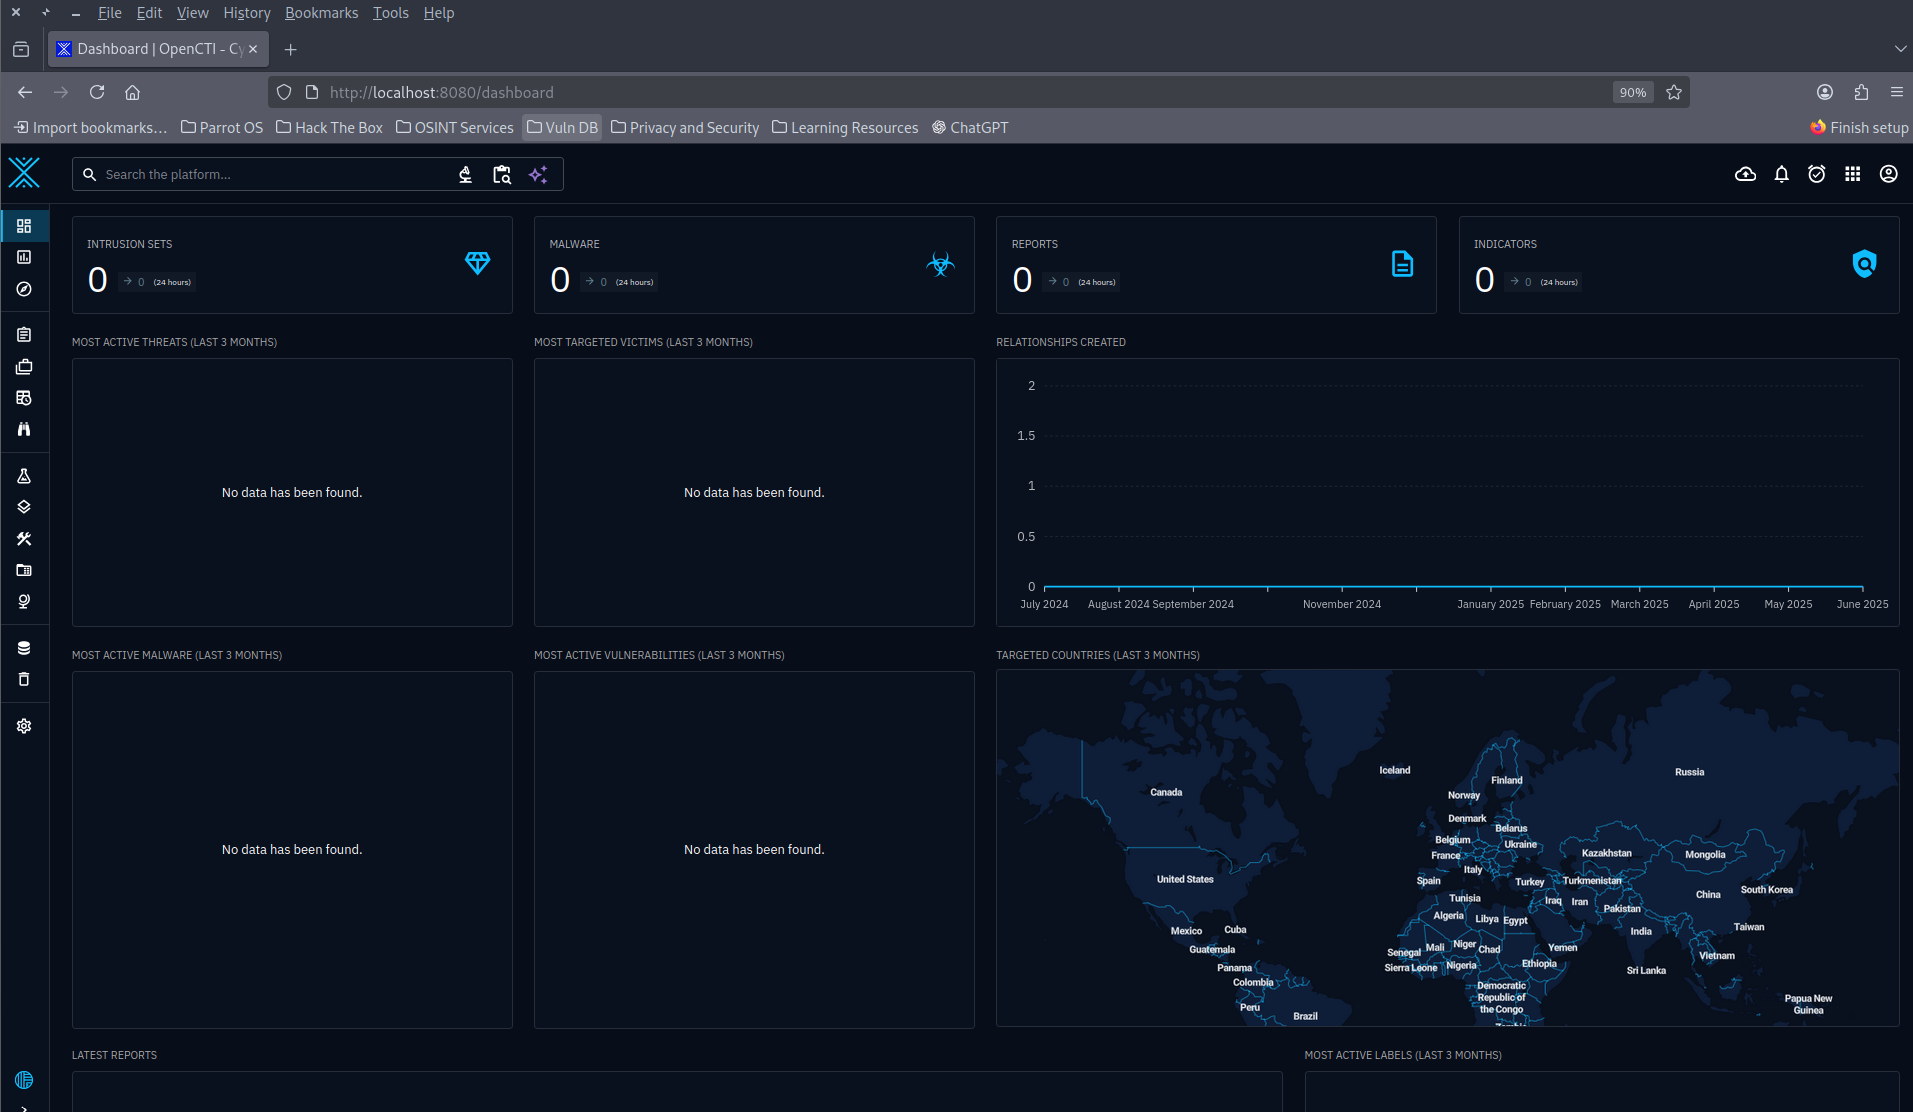 File Edit View History Bookmarks Tools Help
Dashboard | OpenCTI - Cy
http://localhost:8080/dashboard
90%
Import bookmarks... Parrot OS Hack The Box OSINT Services Vuln DB Privacy and Security Learning Resources ChatGPT Finish setup
Search the platform...
INTRUSION SETS
0 0 (24 hours)
MALWARE
0 0 (24 hours)
REPORTS
0 0 (24 hours)
INDICATORS
0 0 (24 hours)
MOST ACTIVE THREATS (LAST 3 MONTHS)
No data has been found.
MOST TARGETED VICTIMS (LAST 3 MONTHS)
No data has been found.
RELATIONSHIPS CREATED
2
1.5
1
0.5
0
July 2024 August 2024 September 2024 November 2024 January 2025 February 2025 March 2025 April 2025 May 2025 June 2025
MOST ACTIVE MALWARE (LAST 3 MONTHS)
No data has been found.
MOST ACTIVE VULNERABILITIES (LAST 3 MONTHS)
No data has been found.
TARGETED COUNTRIES (LAST 3 MONTHS)
Iceland
Russia
Finland
Canada
Norway
Denmark
Belarus
Belgium
Ukraine
Kazakhstan
France
Mongolia
Italy
United States
Spain
Turkey
Turkmenistan
South Korea
China
Tunisia
Iraq
Iran
Pakistan
Algeria
Libya
Egypt
Taiwan
Cuba
Mexico
India
Niger
Mali
Chad
Yemen
Guatemala
Senegal
Vietnam
Ethiopia
Nigeria
Panama
Sierra Leone
Sri Lanka
Colombia
Democratic
Republic of
the Congo
Papua New
Guinea
Peru
Brazil
LATEST REPORTS
MOST ACTIVE LABELS (LAST 3 MONTHS)